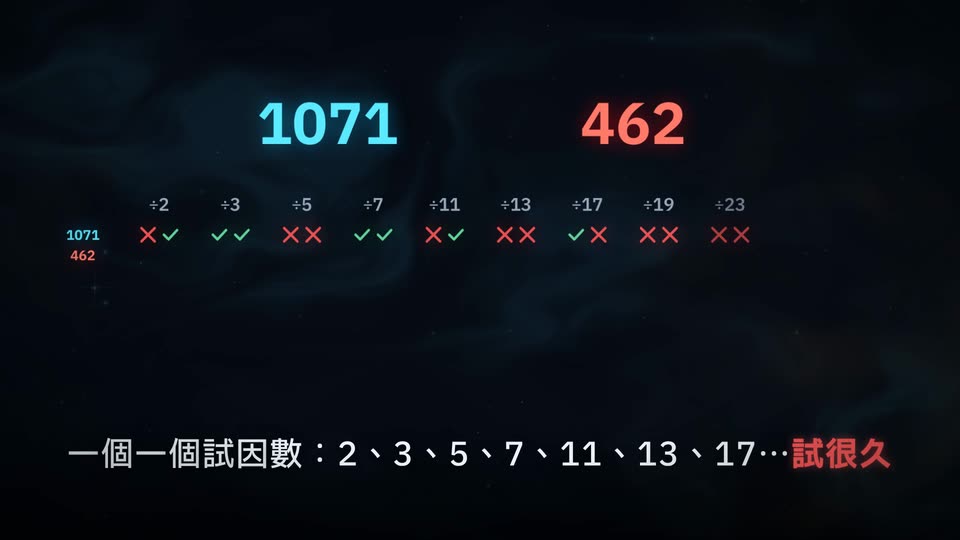 1071 462
÷2 ÷3 ÷5 ÷7 ÷11 ÷13 ÷17 ÷19 ÷23
1071 ✕✓ ✓✓ ✕✕ ✓✓ ✕✓ ✕✕ ✓✕ ✕✕ ✕✕
462
一個一個試因數：2、3、5、7、11、13、17…試很久